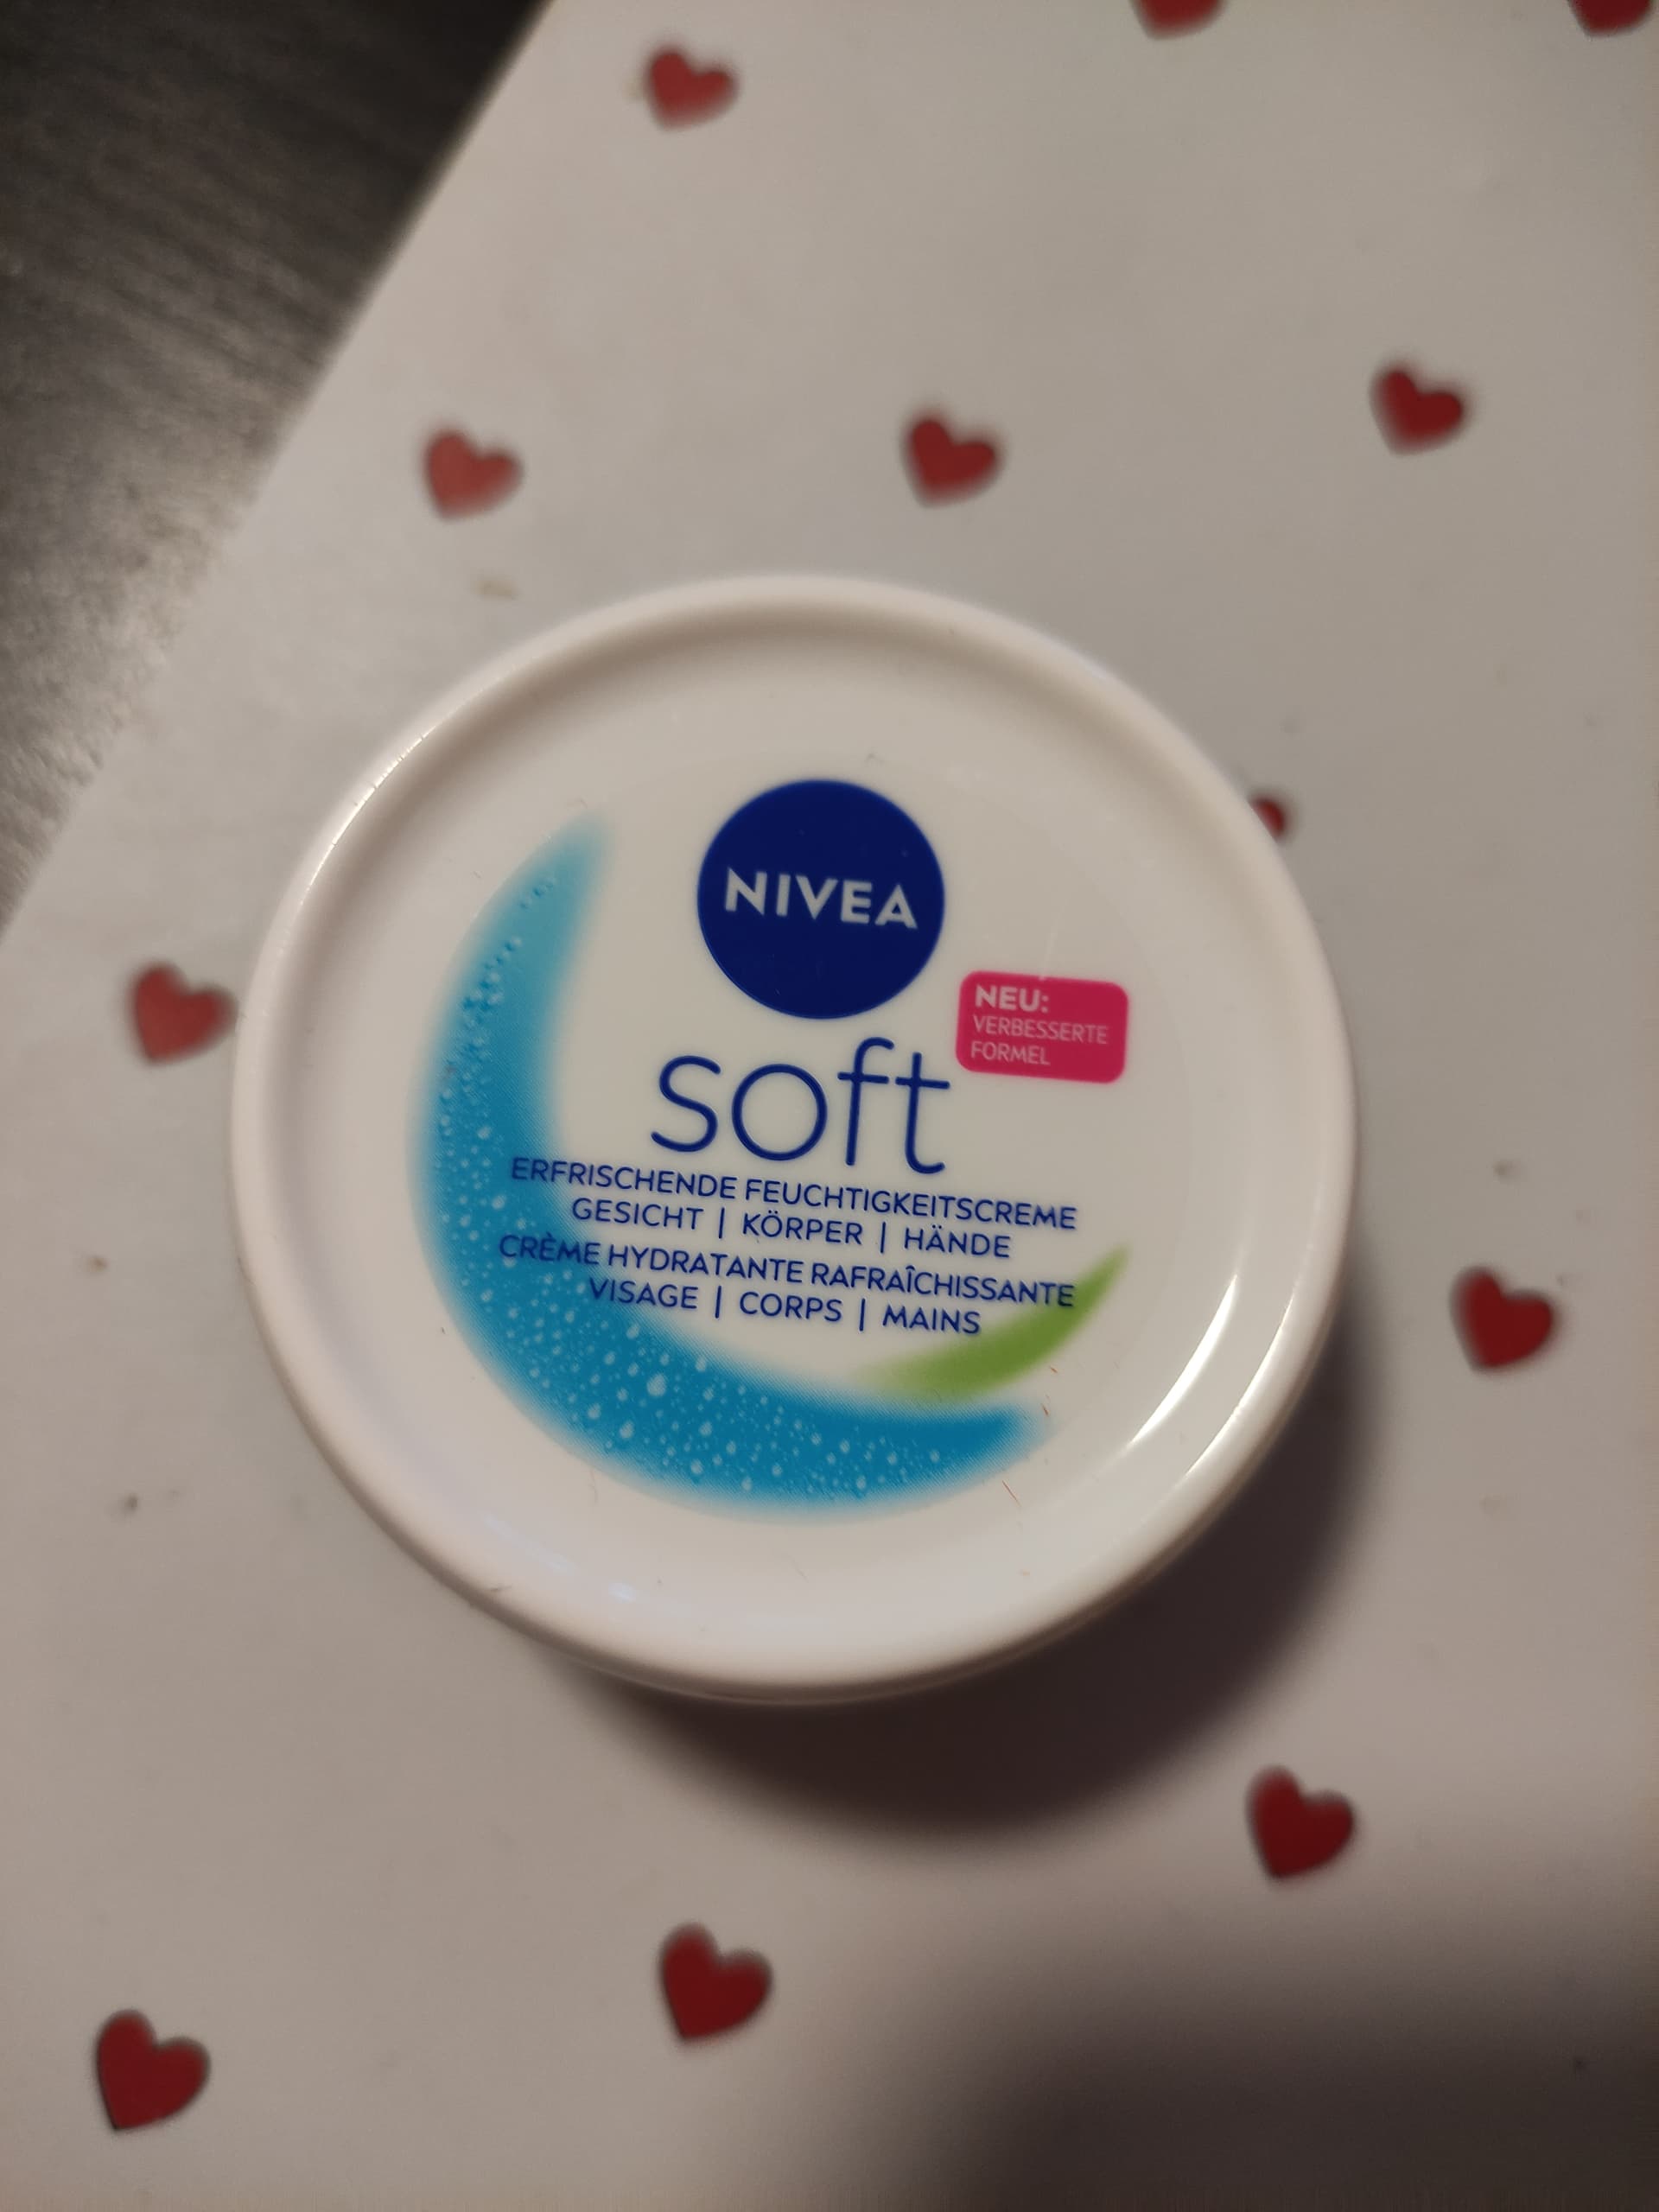 NIVEA
NEU:
VERBESSERTE
FORMEL
soft
ERFRISCHENDE FEUCHTIGKEITSCREME
GESICHT | KÖRPER | HÄNDE
CRÈME HYDRATANTE RAFRAÎCHISSANTE
VISAGE | CORPS | MAINS